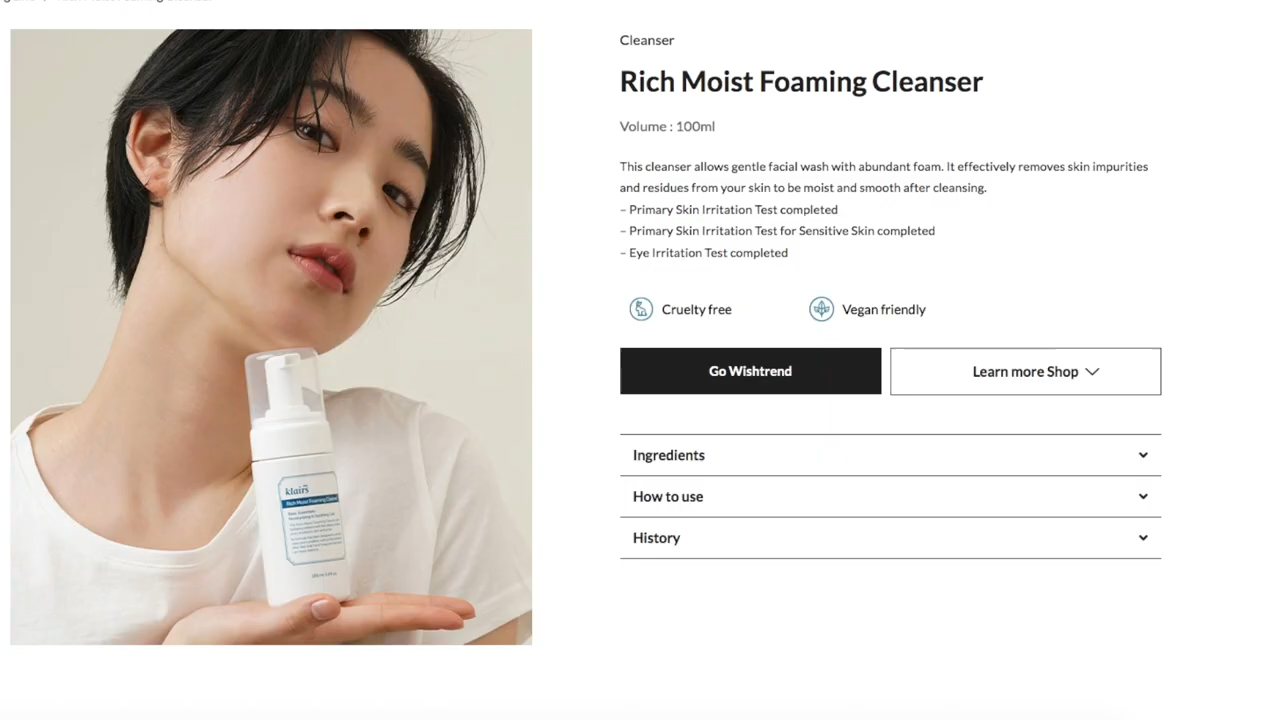 Cleanser
Rich Moist Foaming Cleanser
Volume : 100ml
This cleanser allows gentle facial wash with abundant foam. It effectively removes skin impurities
and residues from your skin to be moist and smooth after cleansing.
– Primary Skin Irritation Test completed
– Primary Skin Irritation Test for Sensitive Skin completed
– Eye Irritation Test completed
Cruelty free
Vegan friendly
Go Wishtrend
Learn more Shop
Ingredients
How to use
History
klairs
Rich Moist Foaming Cleanser